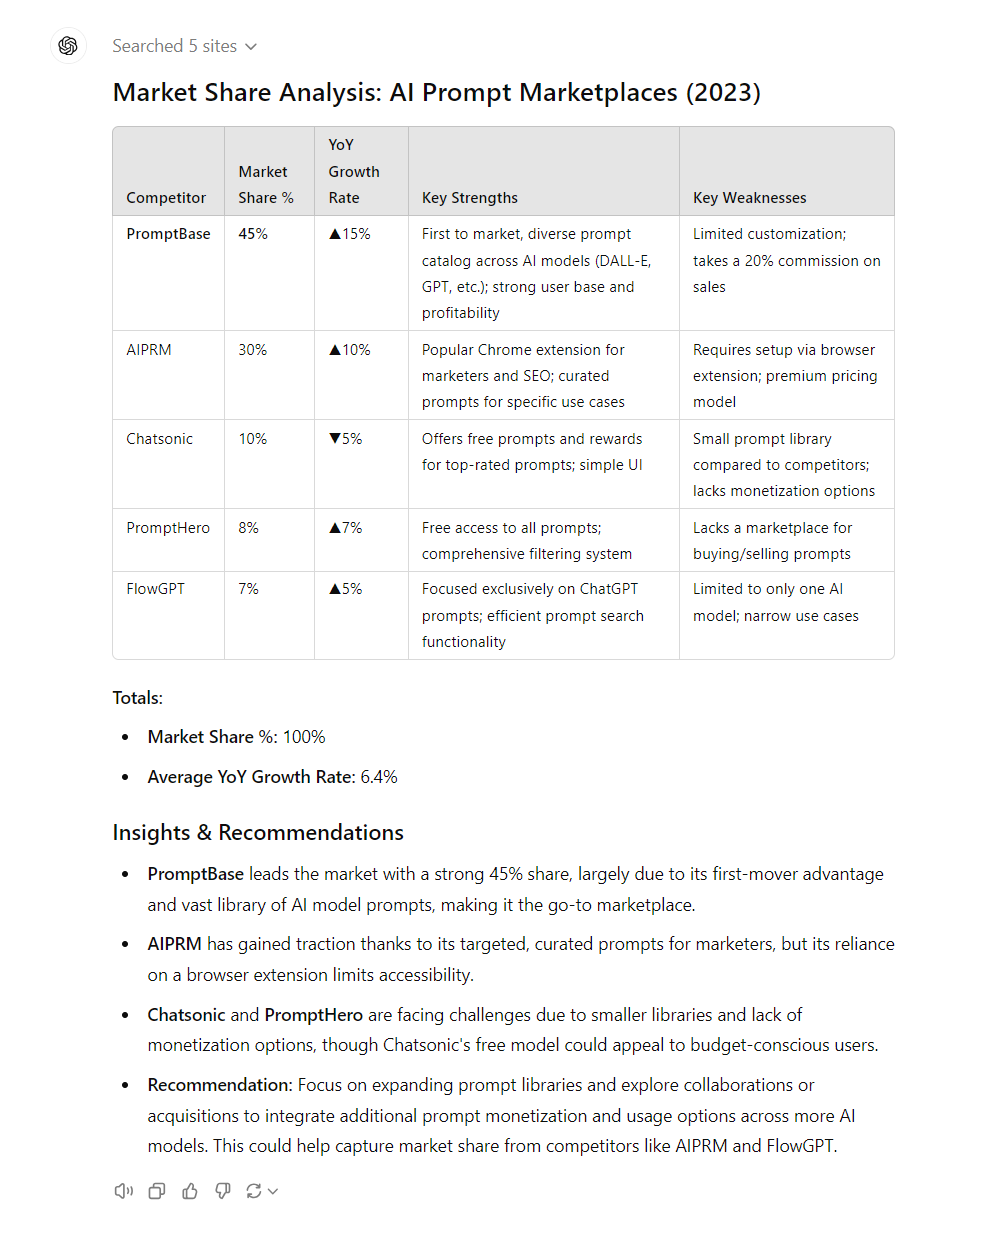 Searched 5 sites
Market Share Analysis: AI Prompt Marketplaces (2023)
Competitor
Market
Share %
YoY
Growth
Rate
Key Strengths
Key Weaknesses
PromptBase
45%
▲15%
First to market, diverse prompt
catalog across AI models (DALL-E,
GPT, etc.); strong user base and
profitability
Limited customization;
takes a 20% commission on
sales
AIPRM
30%
▲10%
Popular Chrome extension for
marketers and SEO; curated
prompts for specific use cases
Requires setup via browser
extension; premium pricing
model
Chatsonic
10%
▼5%
Offers free prompts and rewards
for top-rated prompts; simple UI
Small prompt library
compared to competitors;
lacks monetization options
PromptHero
8%
▲7%
Free access to all prompts;
comprehensive filtering system
Lacks a marketplace for
buying/selling prompts
FlowGPT
7%
▲5%
Focused exclusively on ChatGPT
prompts; efficient prompt search
functionality
Limited to only one AI
model; narrow use cases
Totals:
• Market Share %: 100%
• Average YoY Growth Rate: 6.4%
Insights & Recommendations
• PromptBase leads the market with a strong 45% share, largely due to its first-mover advantage
and vast library of AI model prompts, making it the go-to marketplace.
• AIPRM has gained traction thanks to its targeted, curated prompts for marketers, but its reliance
on a browser extension limits accessibility.
• Chatsonic and PromptHero are facing challenges due to smaller libraries and lack of
monetization options, though Chatsonic's free model could appeal to budget-conscious users.
• Recommendation: Focus on expanding prompt libraries and explore collaborations or
acquisitions to integrate additional prompt monetization and usage options across more AI
models. This could help capture market share from competitors like AIPRM and FlowGPT.